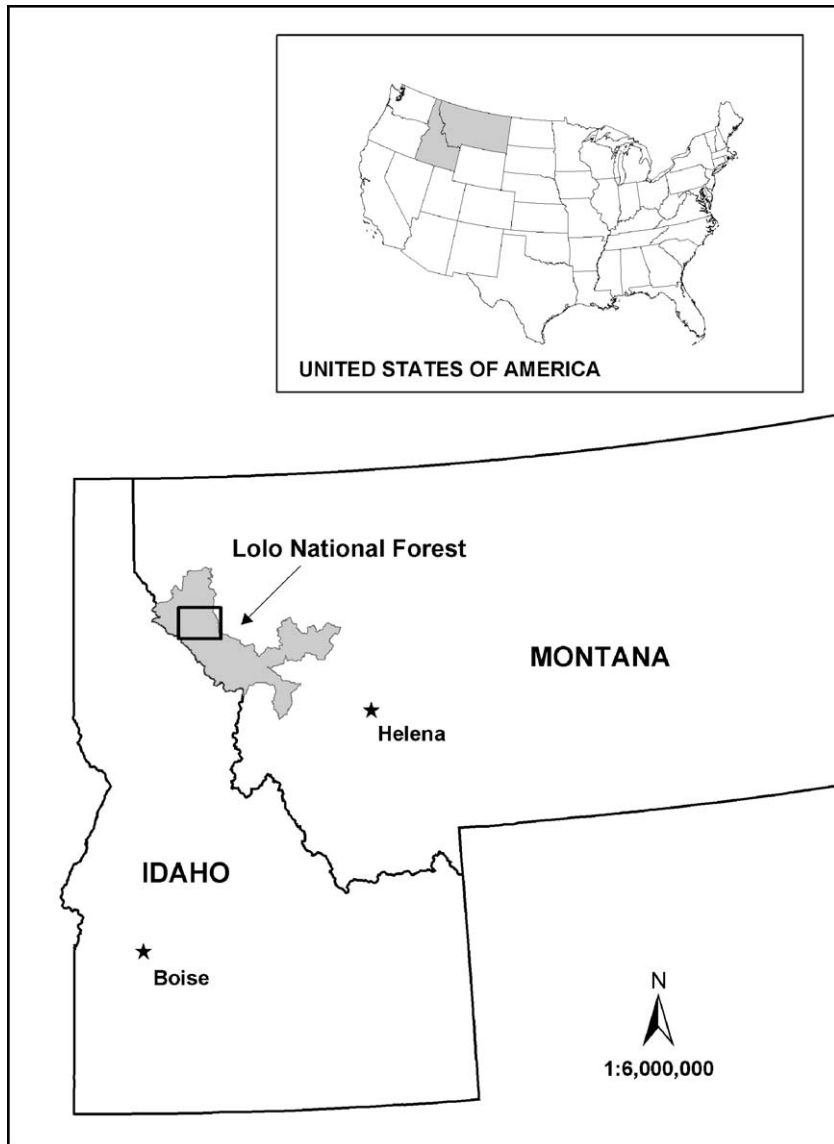 UNITED STATES OF AMERICA
Lolo National Forest
MONTANA
Helena
IDAHO
Boise
N
1:6,000,000